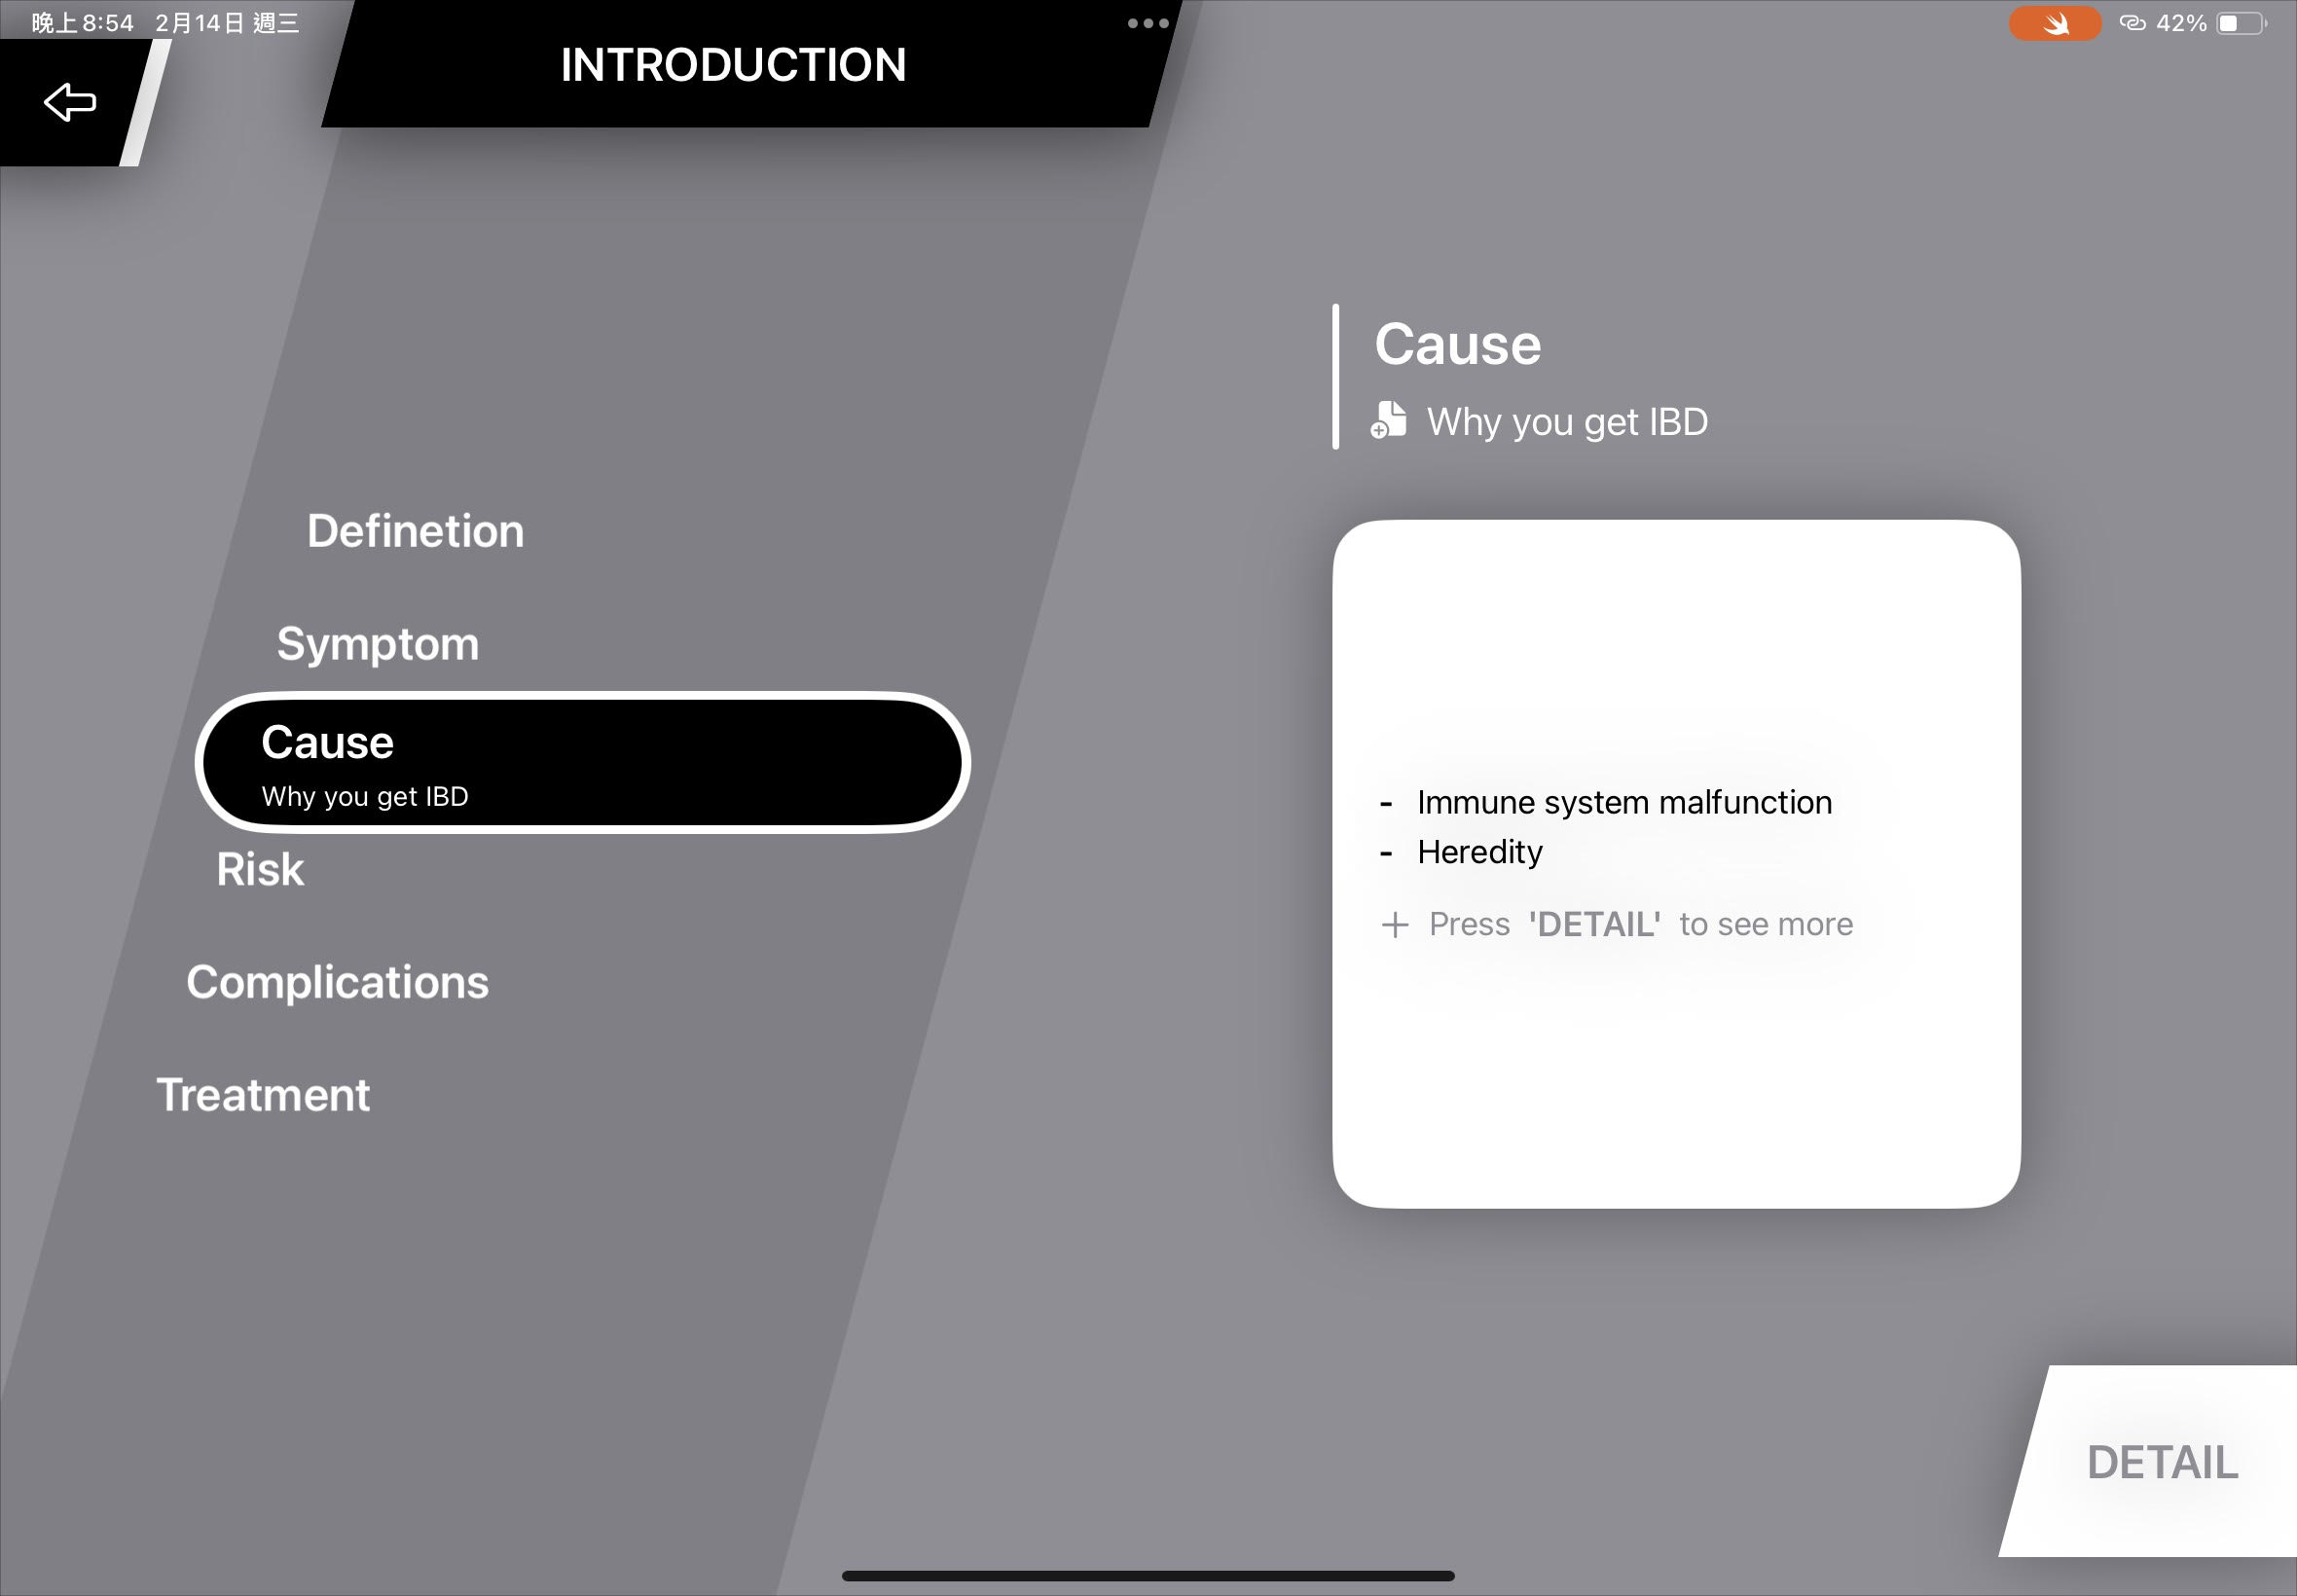 晚上8:54 2月14日 週三
42%
INTRODUCTION
Definetion
Symptom
Cause
Why you get IBD
Risk
Complications
Treatment
Cause
Why you get IBD
- Immune system malfunction
- Heredity
+ Press 'DETAIL' to see more
DETAIL